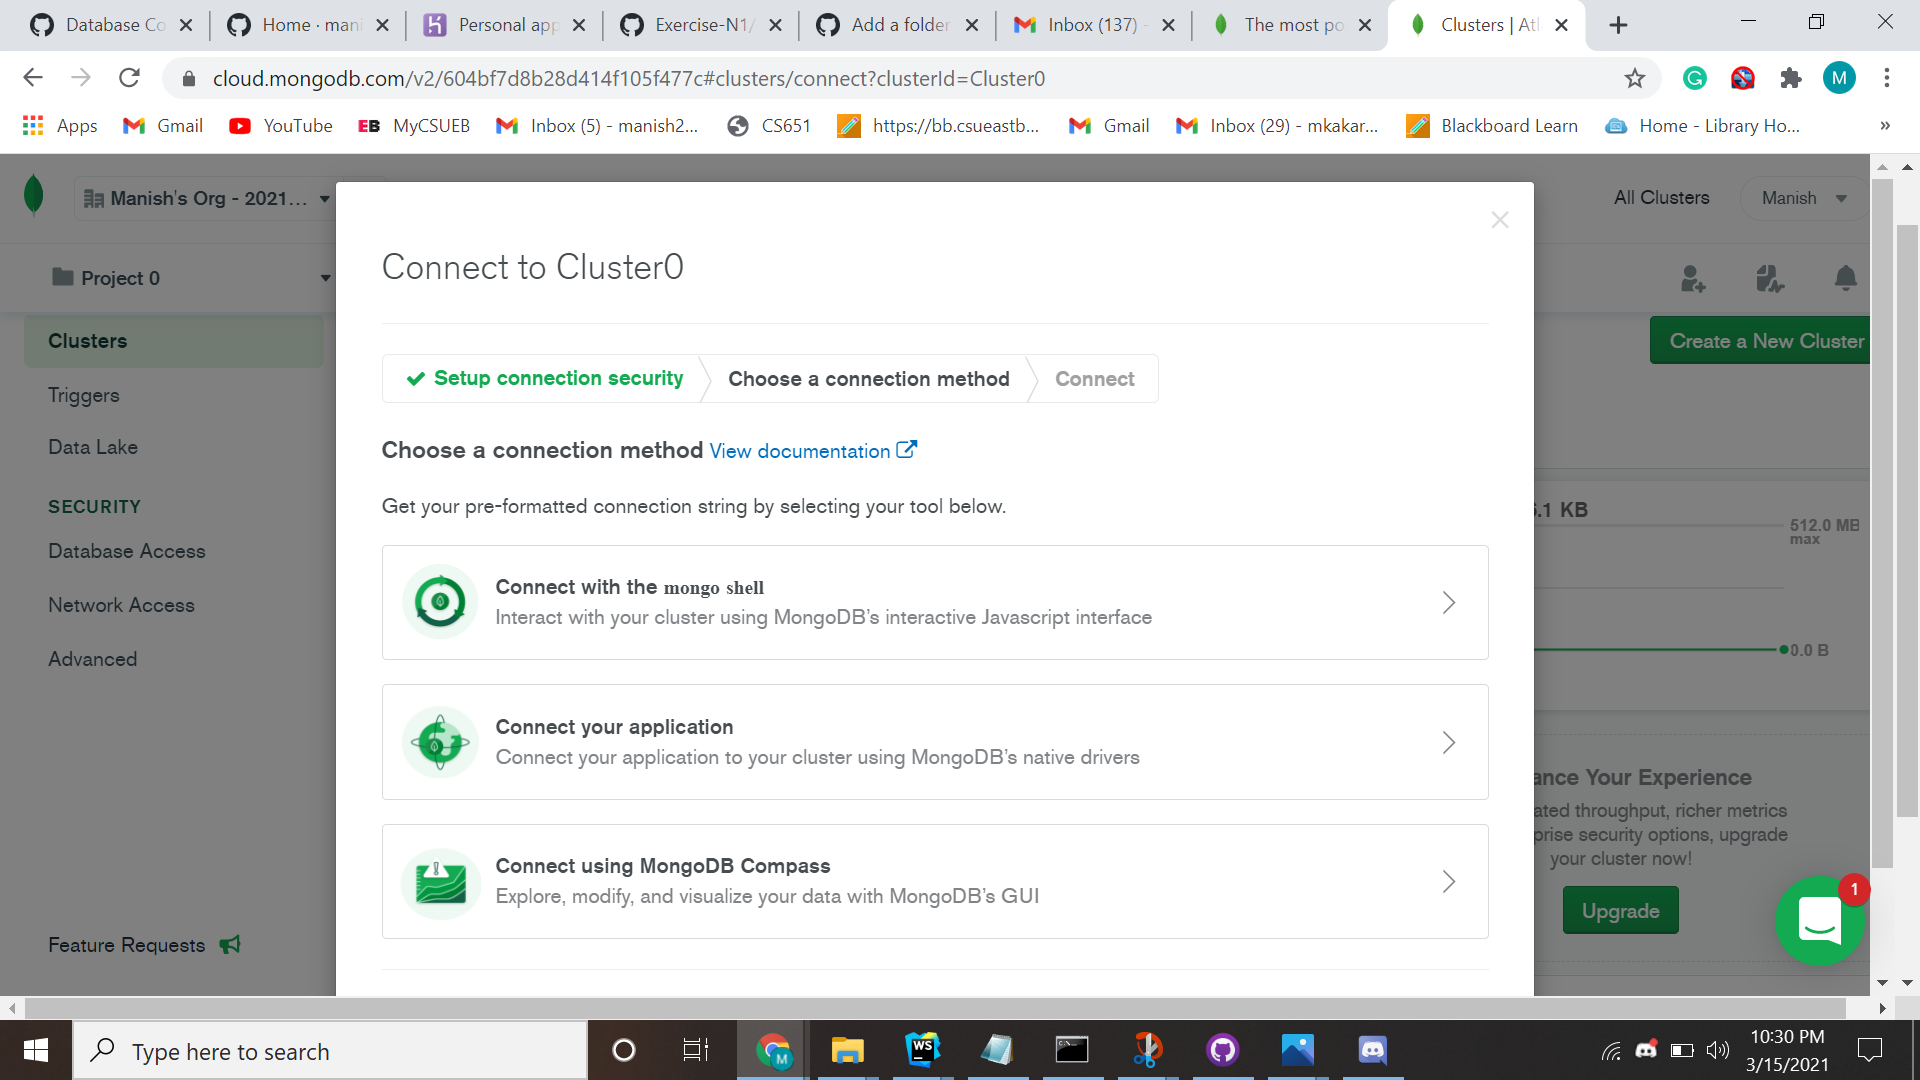 Database Co
Home · mani
Personal app
Exercise-N1/
Add a folder
Inbox (137) -
The most po
Clusters | Atl
cloud.mongodb.com/v2/604bf7d8b28d414f105f477c#clusters/connect?clusterId=Cluster0
M
Apps
Gmail
YouTube
EB MyCSUEB
Inbox (5) - manish2...
CS651
https://bb.csueastb...
Gmail
Inbox (29) - mkakar...
Blackboard Learn
Home - Library Ho...
»
Manish's Org - 2021...
All Clusters
Manish
Project 0
Clusters
Triggers
Data Lake
SECURITY
Database Access
Network Access
Advanced
Feature Requests
Connect to Cluster0
Setup connection security
Choose a connection method
Connect
Choose a connection method View documentation
Get your pre-formatted connection string by selecting your tool below.
Connect with the mongo shell
Interact with your cluster using MongoDB's interactive Javascript interface
Connect your application
Connect your application to your cluster using MongoDB's native drivers
Connect using MongoDB Compass
Explore, modify, and visualize your data with MongoDB's GUI
Create a New Cluster
.1 KB
512.0 MB
max
0.0 B
ance Your Experience
ated throughput, richer metrics
prise security options, upgrade
your cluster now!
Upgrade
1
Type here to search
M
WS
10:30 PM
3/15/2021